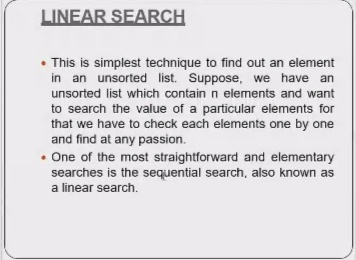 LINEAR SEARCH
• This is simplest technique to find out an element
in an unsorted list. Suppose, we have an
unsorted list which contain n elements and want
to search the value of a particular elements for
that we have to check each elements one by one
and find at any passion.
• One of the most straightforward and elementary
searches is the sequential search, also known as
a linear search.